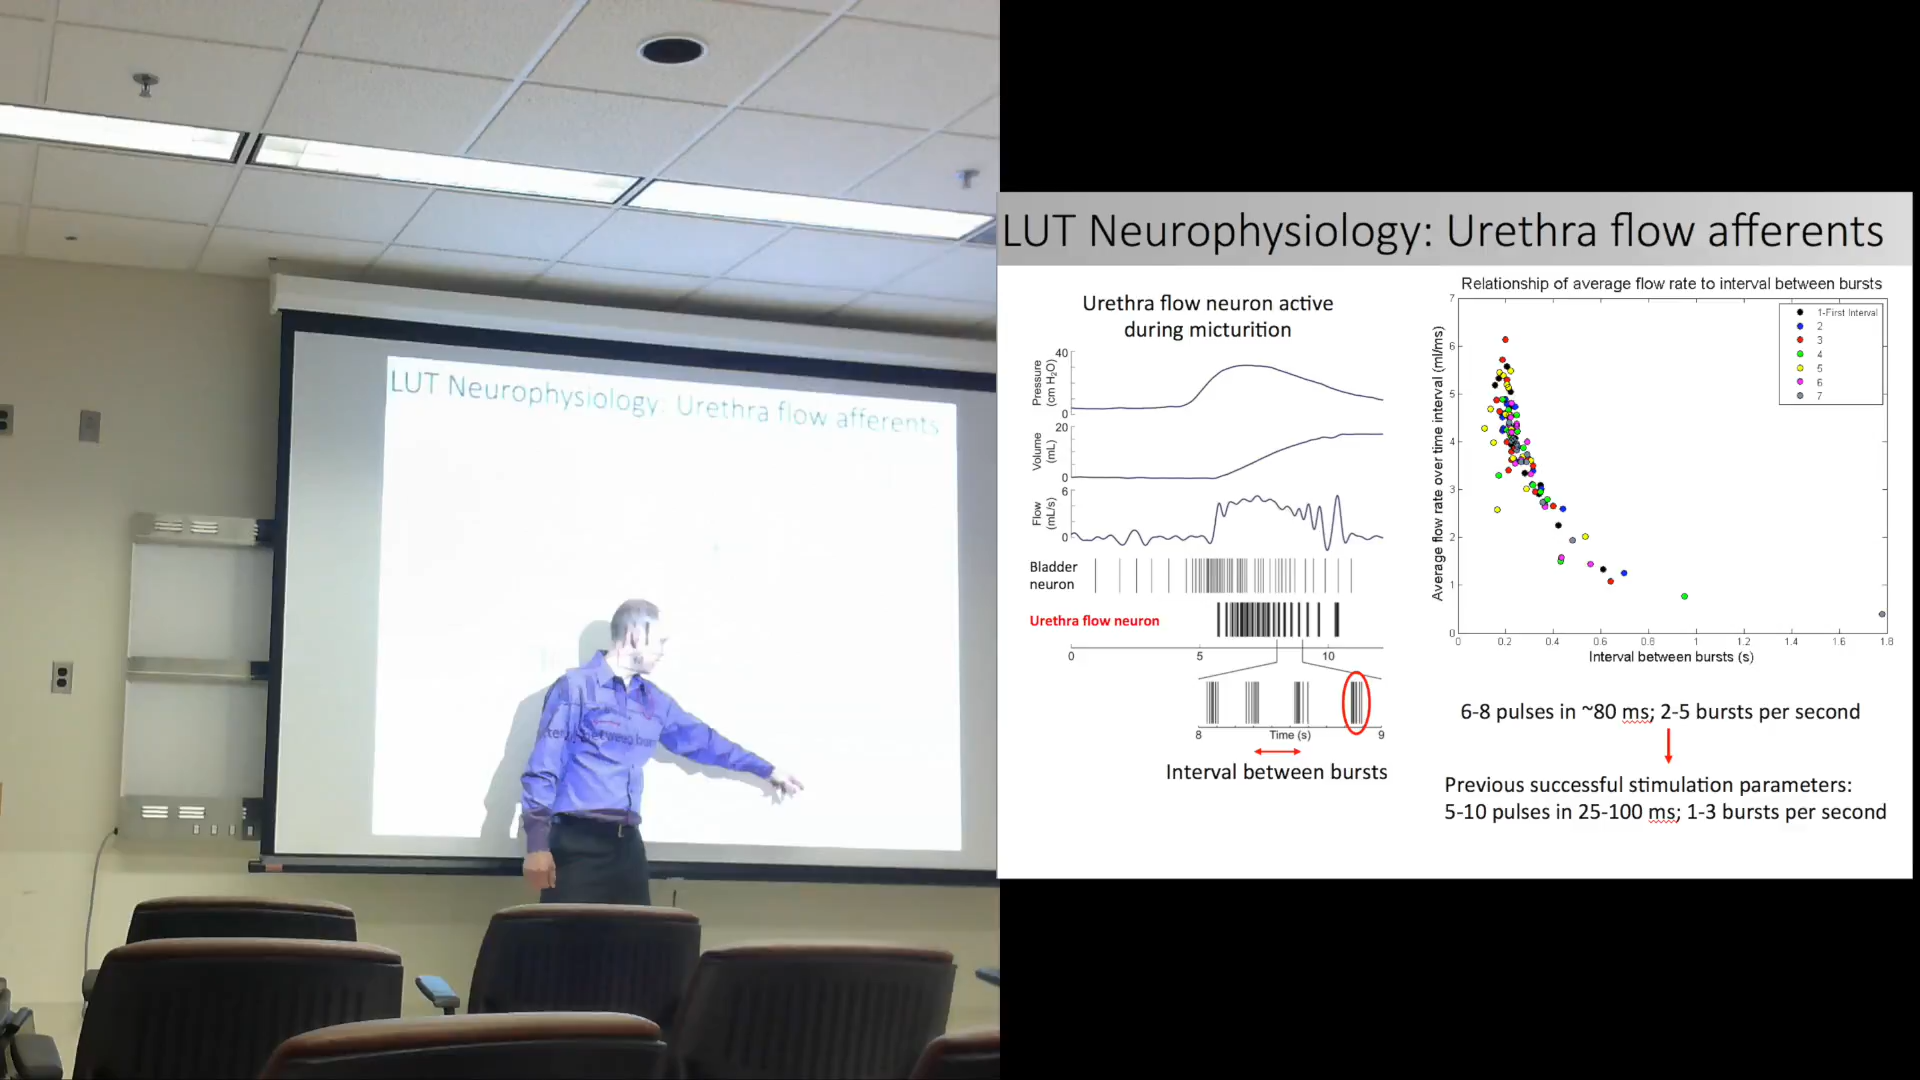 LUT Neurophysiology: Urethra flow afferents
LUT Neurophysiology: Urethra flow afferents
Urethra flow neuron active
during micturition
Pressure
(cm H₂O)
40
0
Volume
(mL)
20
0
Flow
(mL/s)
6
0
Bladder
neuron
Urethra flow neuron
0 5 10
8 Time (s) 9
Interval between bursts
Relationship of average flow rate to interval between bursts
Average flow rate over time interval (ml/ms)
7
6
5
4
3
2
1
0
0 0.2 0.4 0.6 0.8 1 1.2 1.4 1.6 1.8
Interval between bursts (s)
1-First Interval
2
3
4
5
6
7
6-8 pulses in ~80 ms; 2-5 bursts per second
Previous successful stimulation parameters:
5-10 pulses in 25-100 ms; 1-3 bursts per second